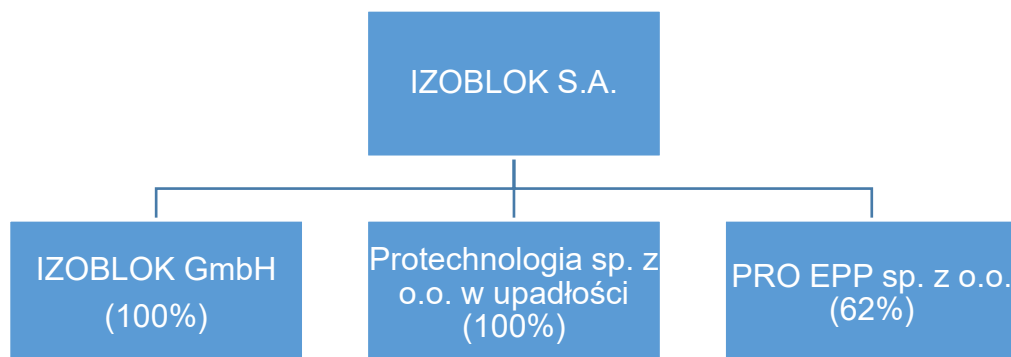 IZOBLOK S.A.
IZOBLOK GmbH
(100%)
Protechnologia sp. z
o.o. w upadłości
(100%)
PRO EPP sp. z o.o.
(62%)